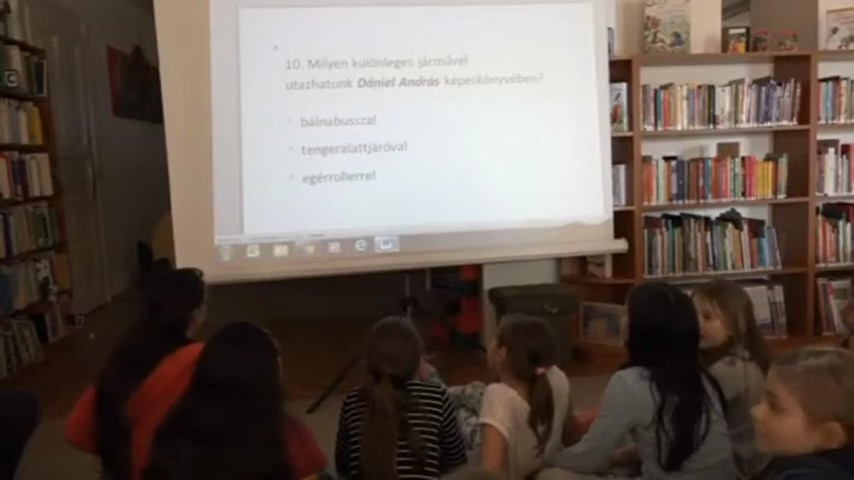 10. Milyen különleges járművel
utazhatunk Dániel András képeskönyvében?
bálnabusszal
tengeralattjáróval
egérrollerrel
C